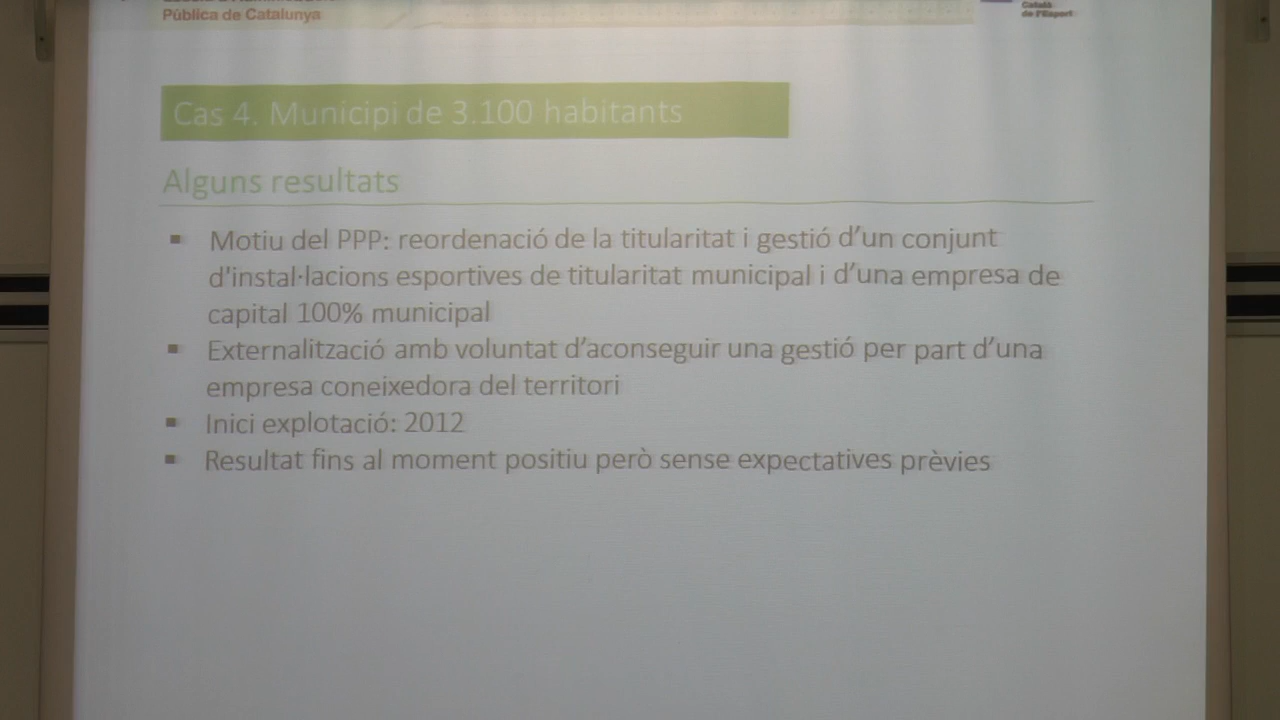 Pública de Catalunya
Català
de l'Esport
Cas 4. Municipi de 3.100 habitants
Alguns resultats
Motiu del PPP: reordenació de la titularitat i gestió d'un conjunt
d'instal·lacions esportives de titularitat municipal i d'una empresa de
capital 100% municipal
Externalització amb voluntat d'aconseguir una gestió per part d'una
empresa coneixedora del territori
Inici explotació: 2012
Resultat fins al moment positiu però sense expectatives prèvies